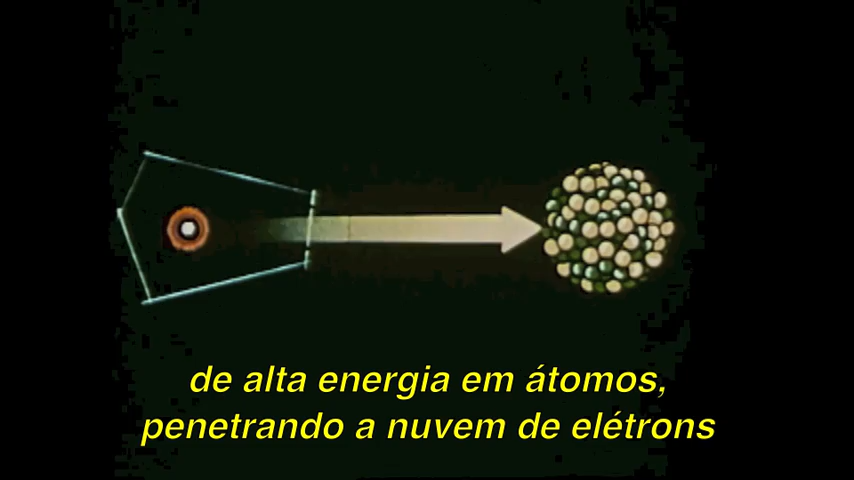 de alta energia em átomos,
penetrando a nuvem de elétrons